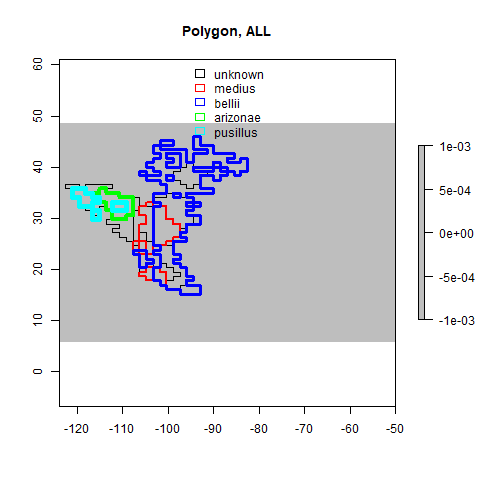 Polygon, ALL
unknown
medius
bellii
arizonae
pusillus
60
50
40
30
20
10
0
-120
-110
-100
-90
-80
-70
-60
-50
1e-03
5e-04
0e+00
-5e-04
-1e-03